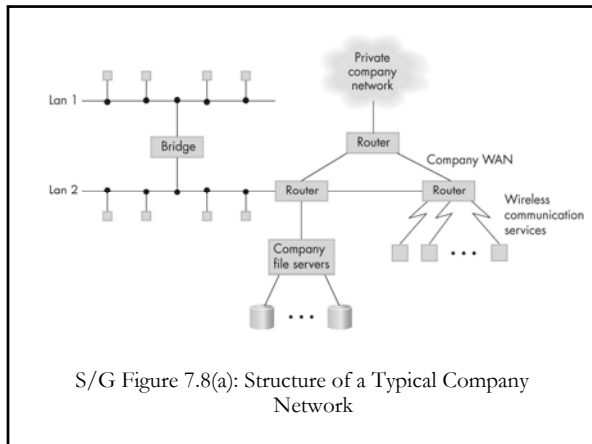 Private
company
network
Lan 1
Router
Bridge
Company WAN
Lan 2
Router
Router
Wireless
communication
services
Company
file servers
S/G Figure 7.8(a): Structure of a Typical Company
Network